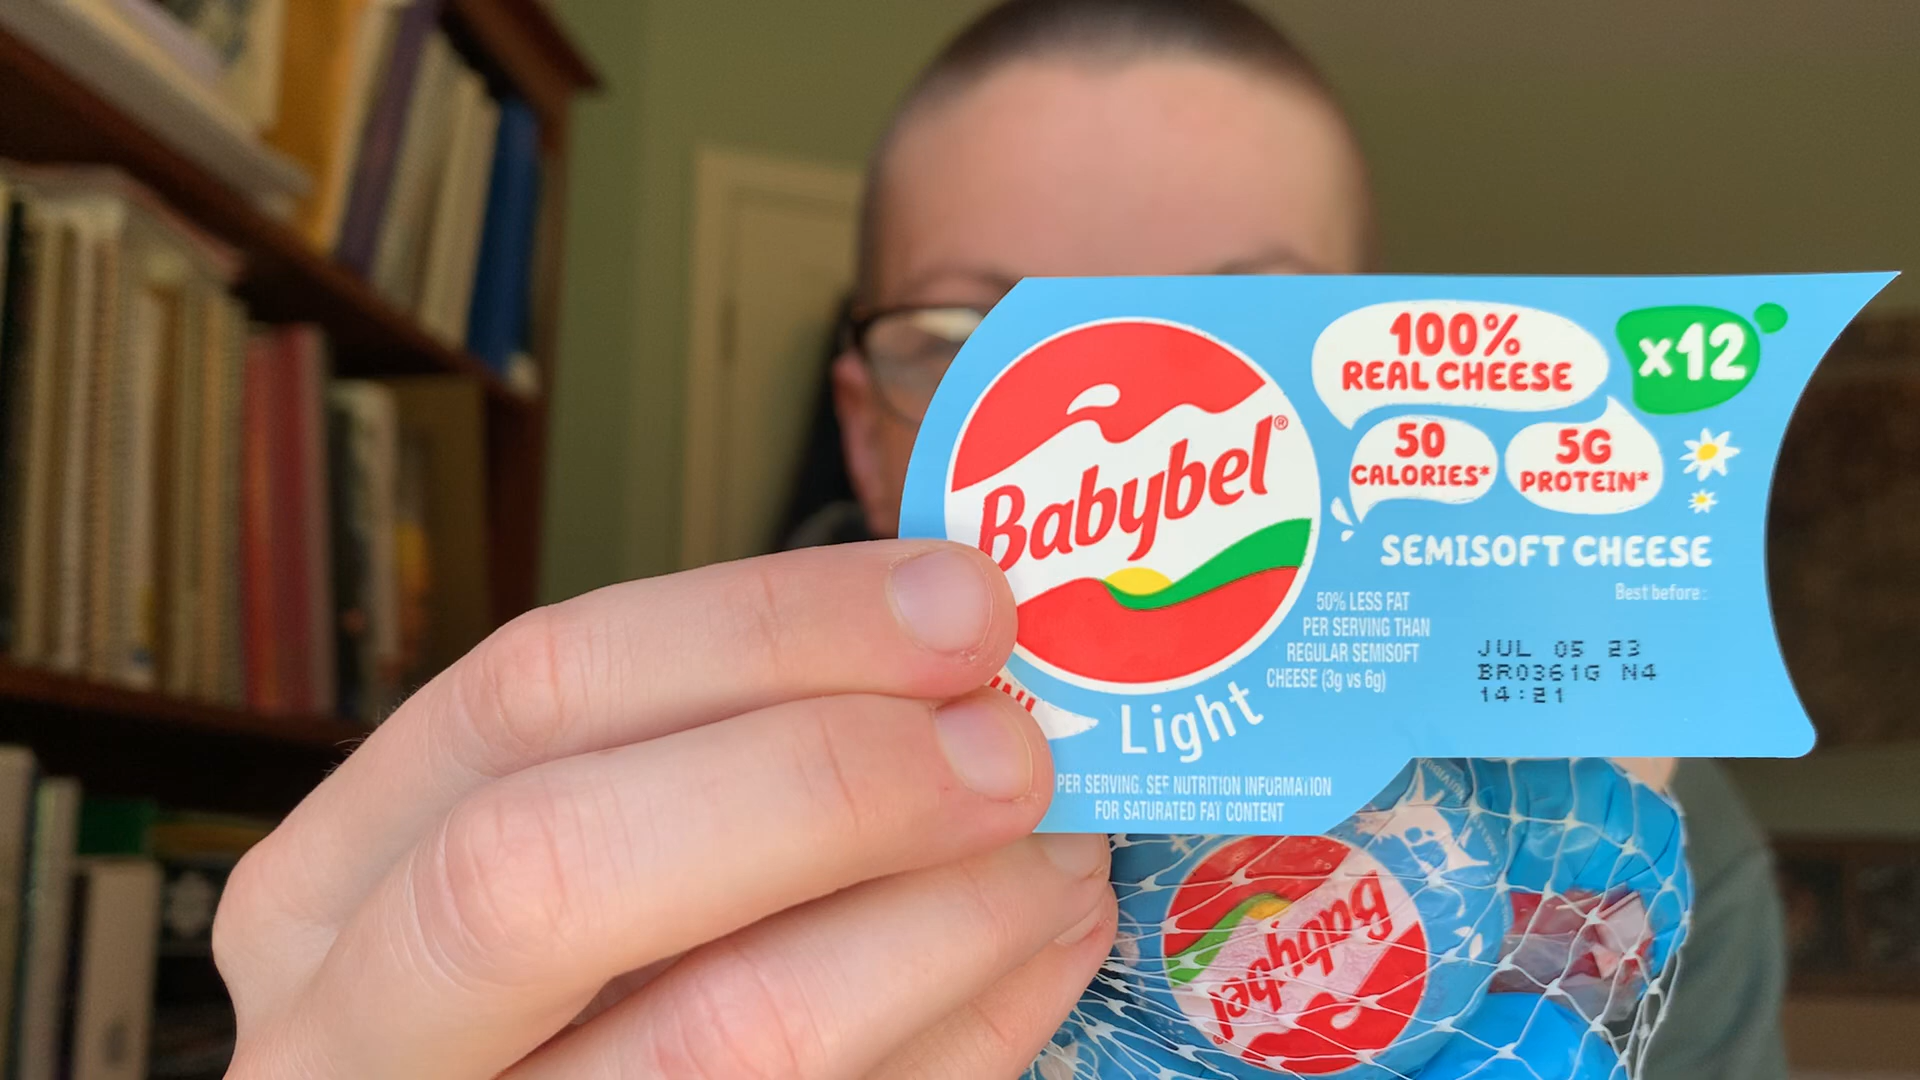 100%
REAL CHEESE
x12
50
CALORIES*
5G
PROTEIN*
Babybel®
SEMISOFT CHEESE
Best before:
50% LESS FAT
PER SERVING THAN
REGULAR SEMISOFT
CHEESE (3g vs 6g)
JUL 05 23
BR0361G N4
14:21
Light
PER SERVING. SEE NUTRITION INFORMATION
FOR SATURATED FAT CONTENT
Babybel